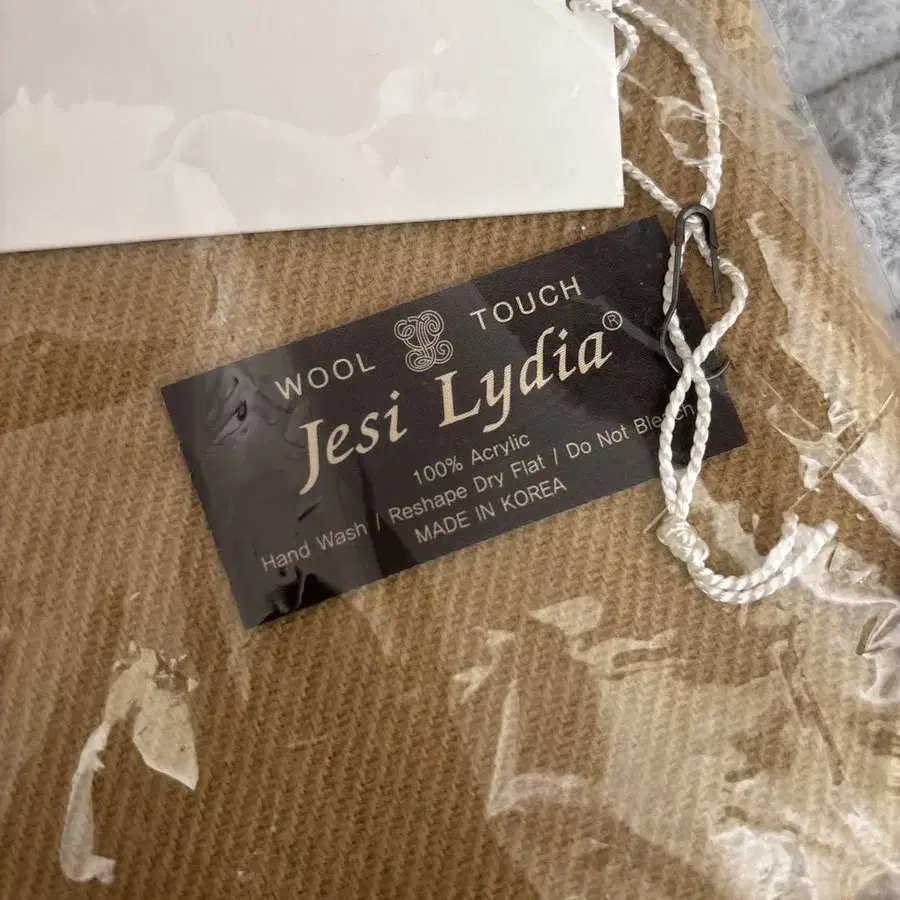 WOOL TOUCH
Jesi Lydia®
100% Acrylic
Hand Wash / Reshape Dry Flat / Do Not Bleach
MADE IN KOREA